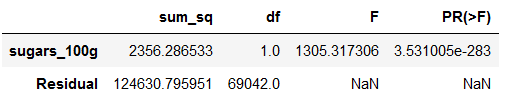 sum_sq df F PR(>F)
sugars_100g 2356.286533 1.0 1305.317306 3.531005e-283
Residual 124630.795951 69042.0 NaN NaN